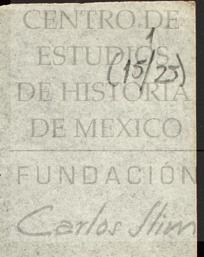 CENTRO DE
1
ESTUDIOS
(15/25)
DE HISTORIA
DE MEXICO
FUNDACIÓN
Carlos Slim